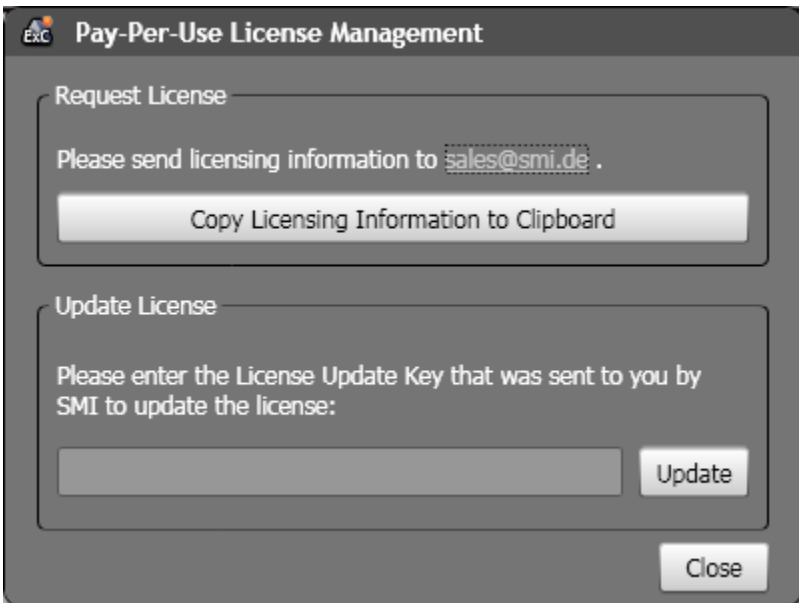 ExC Pay-Per-Use License Management
Request License
Please send licensing information to sales@smi.de .
Copy Licensing Information to Clipboard
Update License
Please enter the License Update Key that was sent to you by
SMI to update the license:
Update
Close